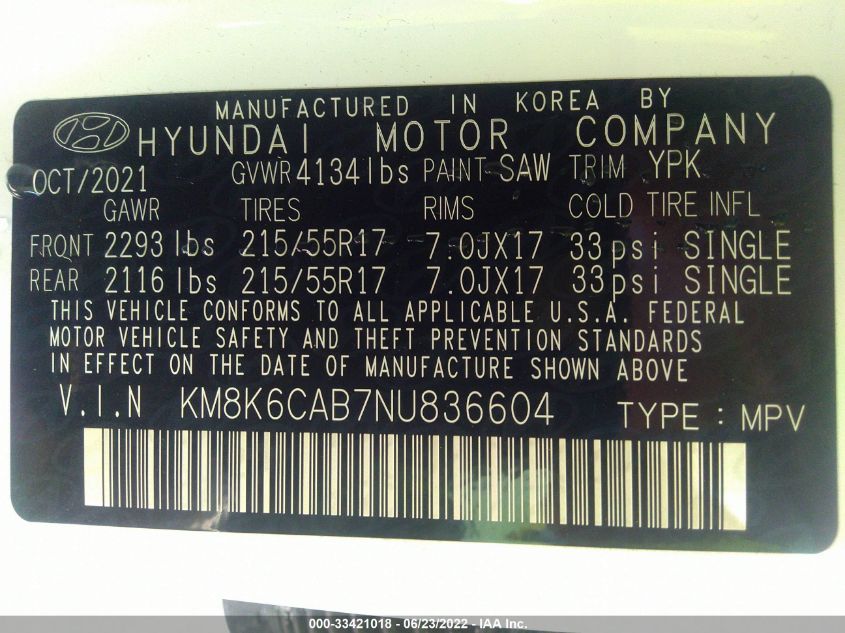 MANUFACTURED IN KOREA BY
HYUNDAI MOTOR COMPANY
OCT/2021 GVWR 4134lbs PAINT SAW TRIM YPK
GAWR TIRES RIMS COLD TIRE INFL
FRONT 2293 lbs 215/55R17 7.0JX17 33psi SINGLE
REAR 2116 lbs 215/55R17 7.0JX17 33psi SINGLE
THIS VEHICLE CONFORMS TO ALL APPLICABLE U.S.A. FEDERAL
MOTOR VEHICLE SAFETY AND THEFT PREVENTION STANDARDS
IN EFFECT ON THE DATE OF MANUFACTURE SHOWN ABOVE
V.I.N KM8K6CAB7NU836604 TYPE : MPV
000-33421018 - 06/23/2022 - IAA Inc.